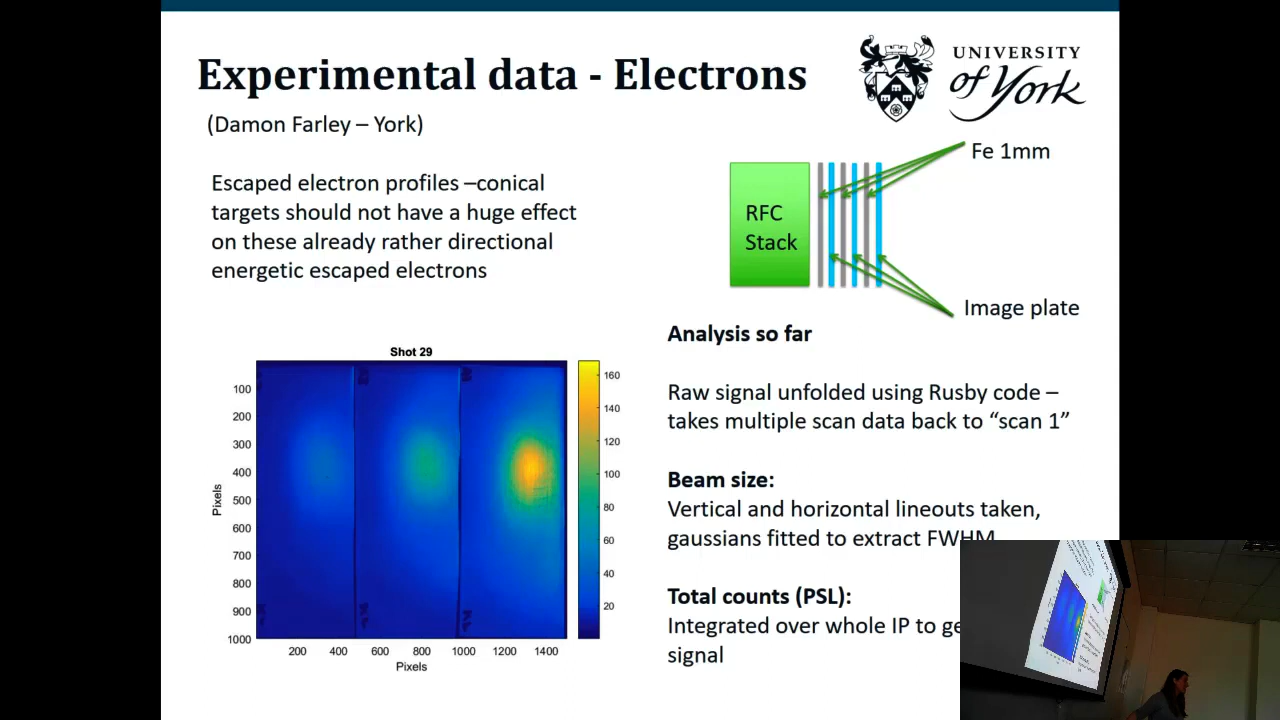 Experimental data - Electrons
UNIVERSITY
of York
(Damon Farley – York)
Escaped electron profiles –conical
targets should not have a huge effect
on these already rather directional
energetic escaped electrons
Fe 1mm
RFC
Stack
Image plate
Analysis so far
Raw signal unfolded using Rusby code –
takes multiple scan data back to “scan 1”
Beam size:
Vertical and horizontal lineouts taken,
gaussians fitted to extract FWHM
Total counts (PSL):
Integrated over whole IP to
signal
Shot 29
100
200
300
400
500
600
700
800
900
1000
Pixels
200
400
600
800
1000
1200
1400
Pixels
160
140
120
100
80
60
40
20